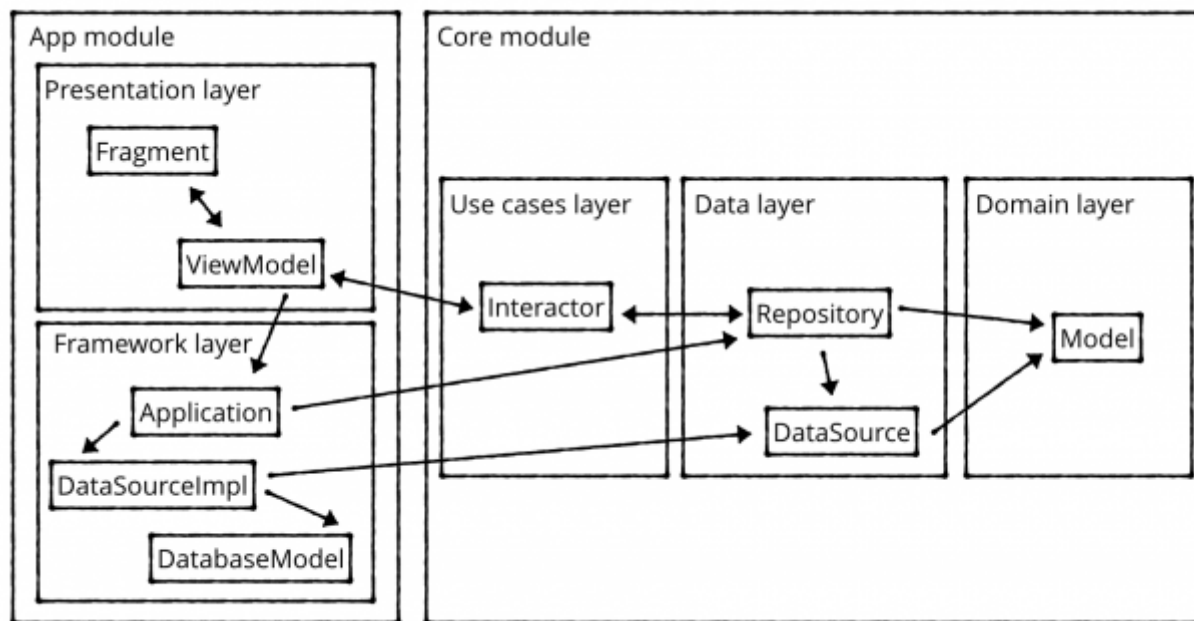 App module
Presentation layer
Fragment
ViewModel
Framework layer
Application
DataSourceImpl
DatabaseModel
Core module
Use cases layer
Interactor
Data layer
Repository
DataSource
Domain layer
Model